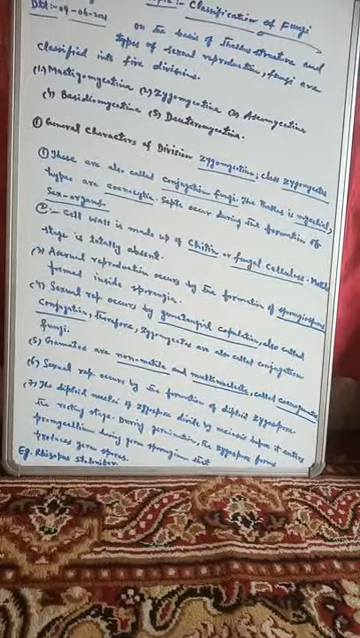 Dt:- 09-06-201
Topic:- Classification of Fungi
On the basis of Thallus structure and
types of sexual reproduction, fungi are
classified into five divisions.
(1) Mastigomycotina (2) Zygomycotina (3) Ascomycotina
(4) Basidiomycotina (5) Deuteromycotina.
① General Characters of Division Zygomycotina, class Zygomycetes
① These are also called Conjugation fungi. The thallus is mycelial,
hyphae are coenocytic. Septa occur during the formation of
Sex-organs.
②:- Cell wall is made up of Chitin or fungal Cellulose. Motile
stage is totally absent.
(3) Asexual reproduction occurs by the formation of sporangiospore
formed inside sporangia.
(4) Sexual rep. occurs by gametangial copulation, also called
Conjugation, therefore, Zygomycetes are also called conjugation
fungi.
(5) Gametes are non-motile and multinucleate, called coenogametes
(6) Sexual rep. occurs by the formation of diploid Zygospore.
(7) The diploid nuclei of zygospore divide by meiosis before it enters
the resting stage. During germination, the zygospore forms
promycellium during germ sporangium that
produces germ spores.
Eg. Rhizopus Stolonifer